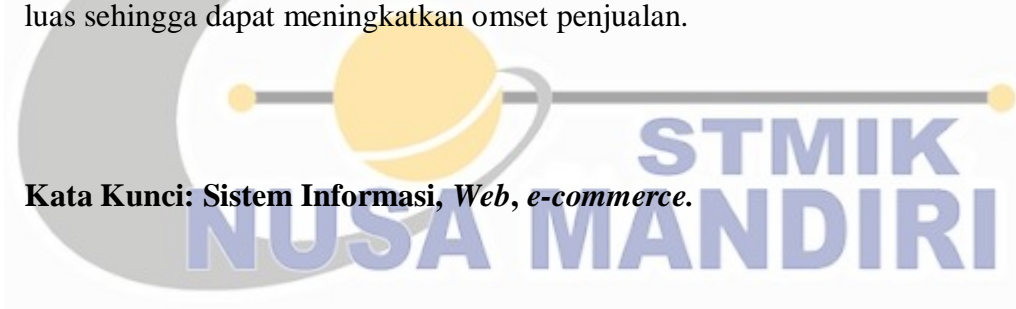 luas sehingga dapat meningkatkan omset penjualan.
STMIK
Kata Kunci: Sistem Informasi, Web, e-commerce.
NUSA MANDIRI